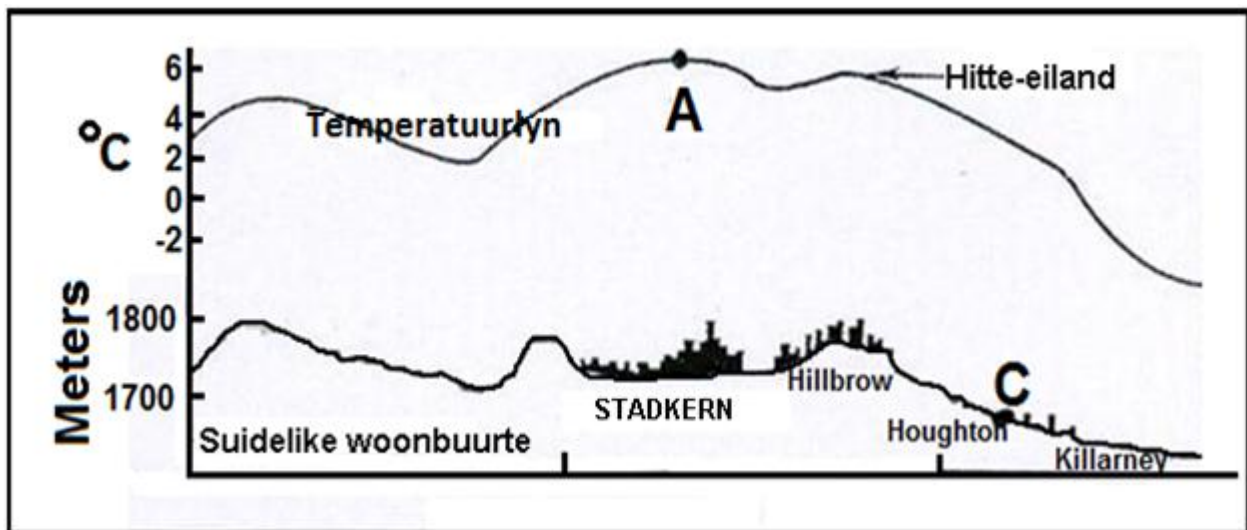 6
4
2
0
-2
°C
Temperatuurlyn
A
Hitte-eiland
Meters
1800
1700
Hillbrow
STADKERN
C
Houghton
Killarney
Suidelike woonbuurte